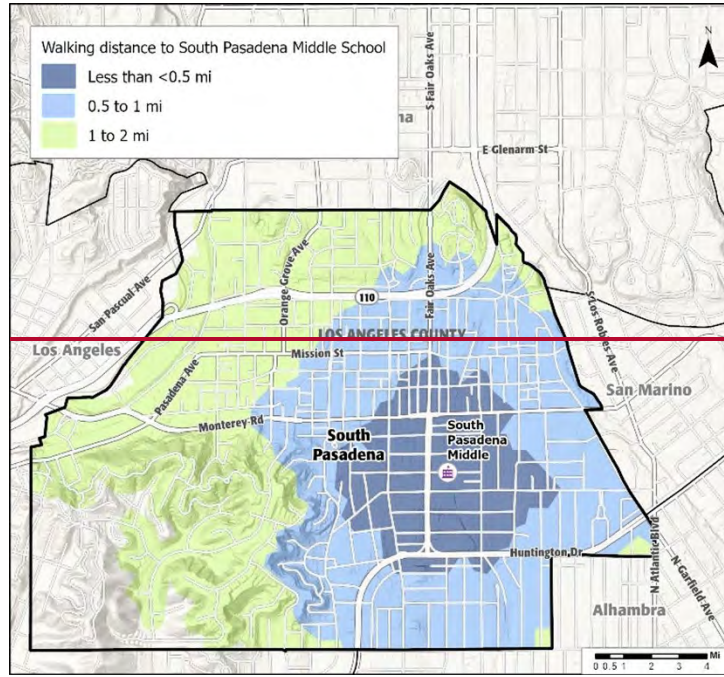 Walking distance to South Pasadena Middle School
Less than <0.5 mi
0.5 to 1 mi
1 to 2 mi
N
S Fair Oaks Ave
na
E Glenarm St
Orange Grove Ave
Fair Oaks Ave
110
San Pascual Ave
S Los Robles Ave
LOS ANGELES COUNTY
Los Angeles
Mission St
Pasadena Ave
San Marino
Monterey Rd
South
Pasadena
South
Pasadena
Middle
Huntington Dr
N Atlantic Blvd
N Garfield Ave
Alhambra
Mi
0 0.5 1 2 3 4